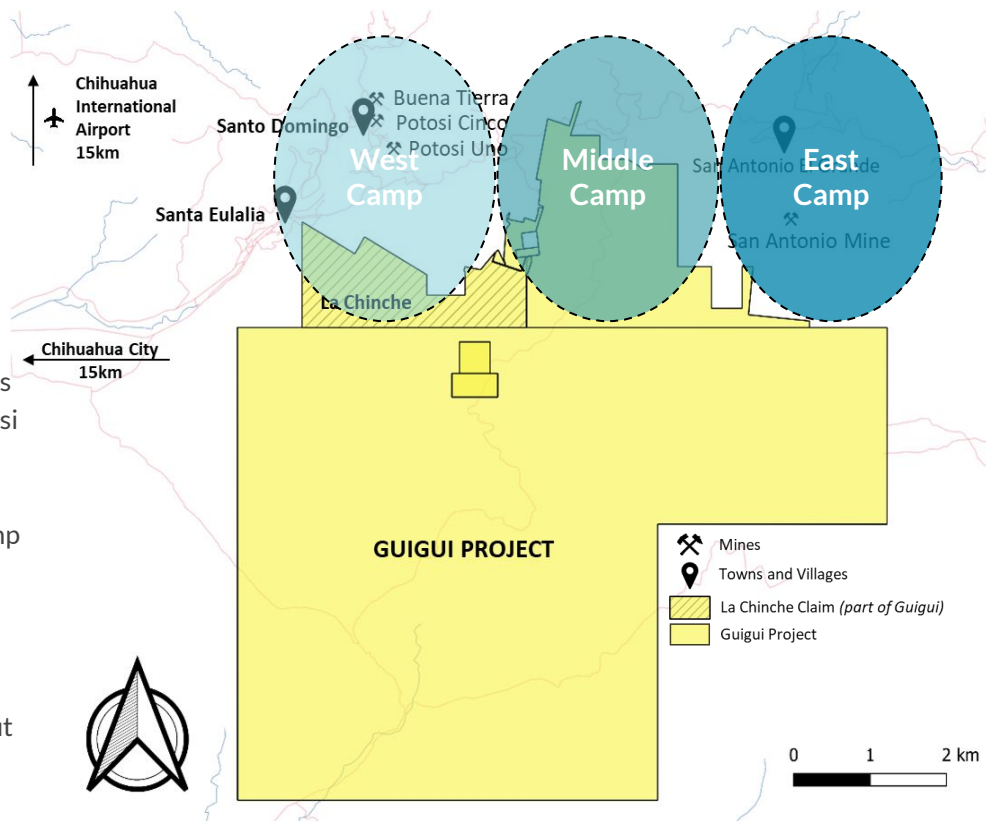 Chihuahua
International
Airport
15km
Buena Tierra
Santo Domingo
Potosi Cinco
Potosi Uno
West
Camp
Middle
Camp
East
Camp
Santa Eulalia
San Antonio Mine
La Chinche
Chihuahua City
15km
GUIGUI PROJECT
Mines
Towns and Villages
La Chinche Claim (part of Guigui)
Guigui Project
0 1 2 km